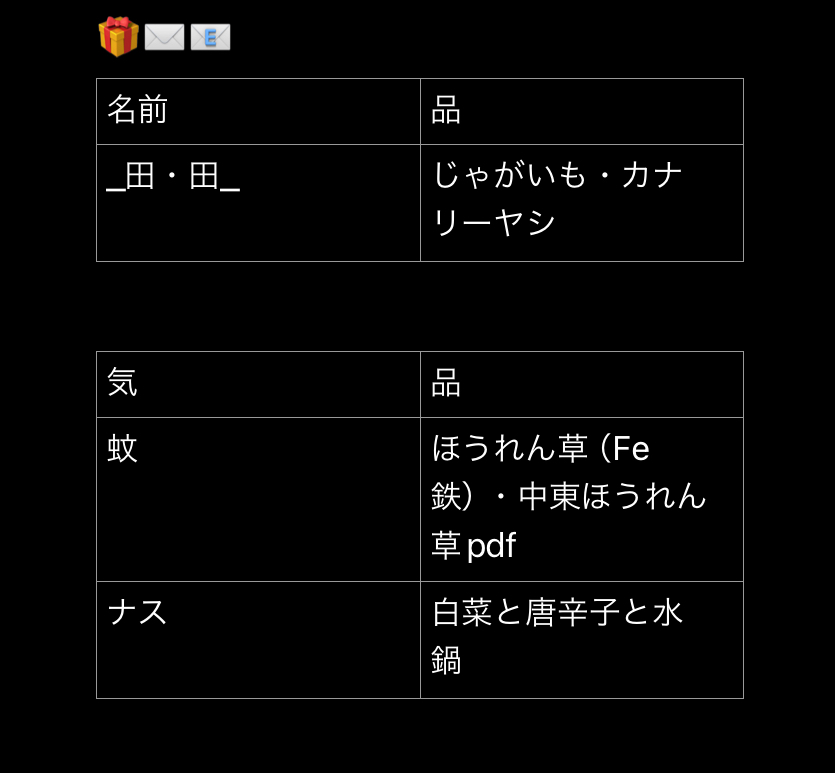 🎁✉️📧
名前
品
_田・田_
じゃがいも・カナ
リーヤシ
気
品
蚊
ほうれん草（Fe
鉄）・中東ほうれん
草pdf
ナス
白菜と唐辛子と水
鍋